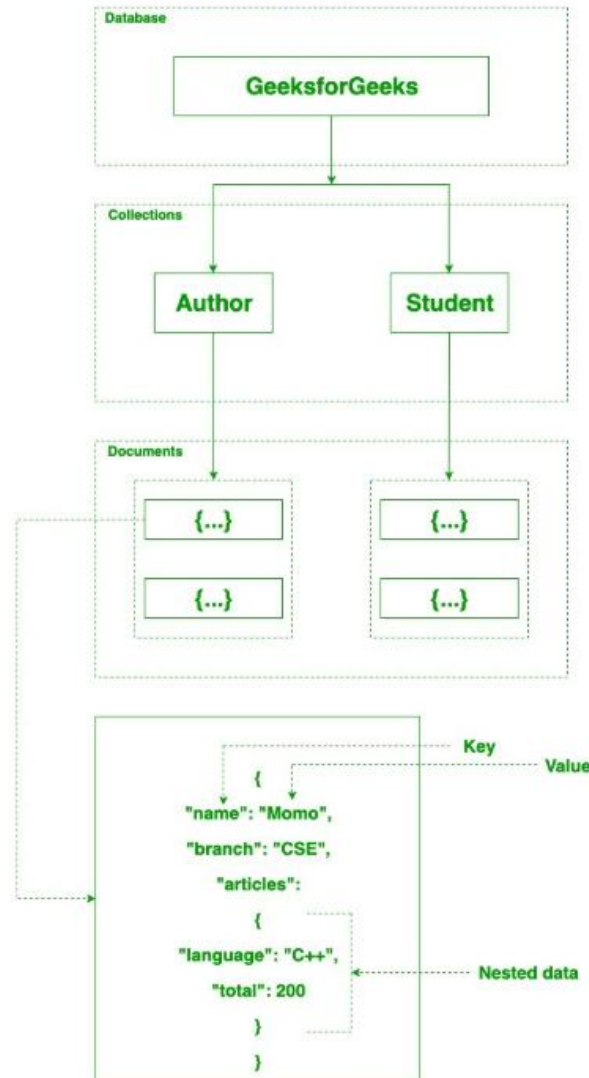 Database
GeeksforGeeks
Collections
Author
Student
Documents
{...}
{...}
{...}
{...}
Key
Value
{
"name": "Momo",
"branch": "CSE",
"articles":
{
"language": "C++",
"total": 200
}
}
Nested data